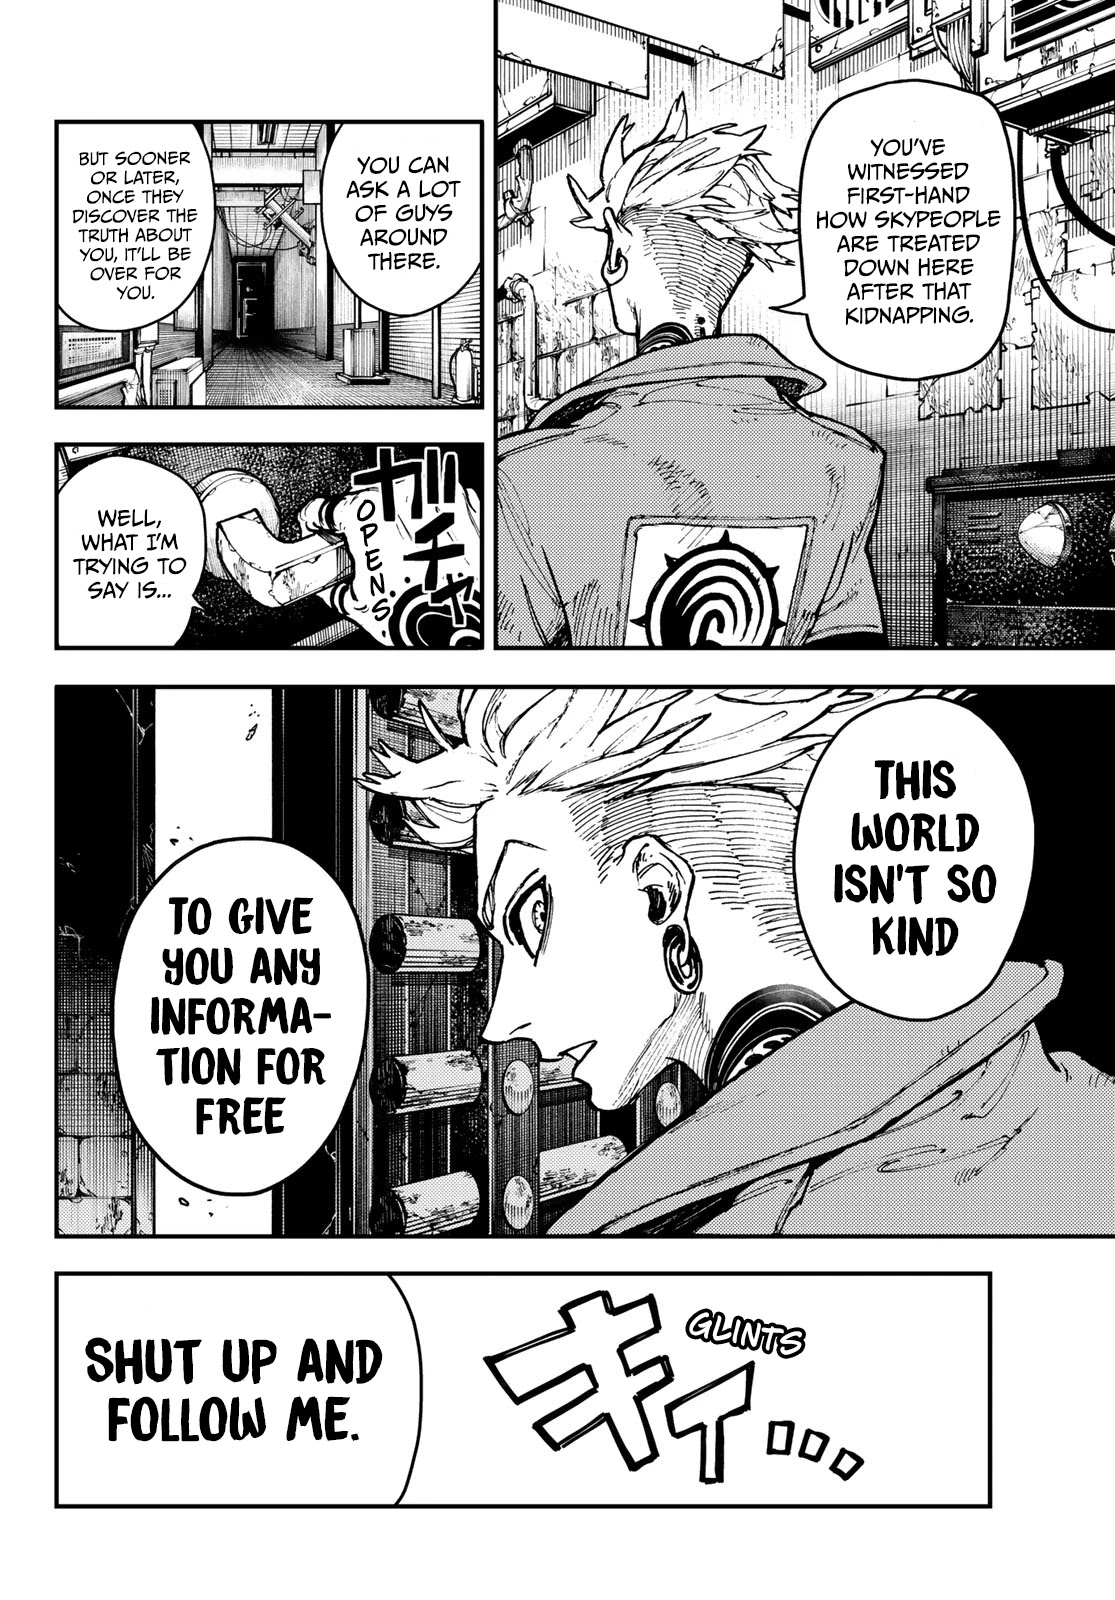 YOU'VE
WITNESSED
FIRST-HAND
HOW SKYPEOPLE
ARE TREATED
DOWN HERE
AFTER THAT
KIDNAPPING.
YOU CAN
ASK A LOT
OF GUYS
AROUND
THERE.
BUT SOONER
OR LATER,
ONCE THEY
DISCOVER THE
TRUTH ABOUT
YOU, IT'LL BE
OVER FOR
YOU.
ガチャ
OPENS
WELL,
WHAT I'M
TRYING TO
SAY IS...
THIS
WORLD
ISN'T SO
KIND
TO GIVE
YOU ANY
INFORMA-
TION FOR
FREE
キィ...
GLINTS
SHUT UP AND
FOLLOW ME.